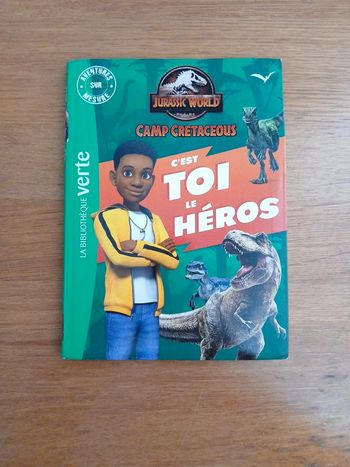 AVENTURES
SUR
MESURE
JURASSIC WORLD
CAMP CRETACEOUS
C'EST
TOI
LE
HÉROS
LA BIBLIOTHÈQUE verte